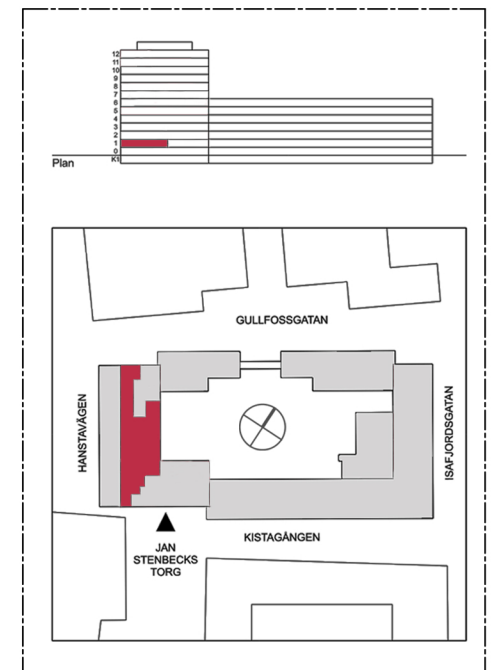 12
11
10
9
8
7
6
5
4
3
2
1
0
K1
Plan
GULLFOSSGATAN
HANSTAVÄGEN
ISAFJORDSGATAN
KISTAGÅNGEN
JAN
STENBECKS
TORG